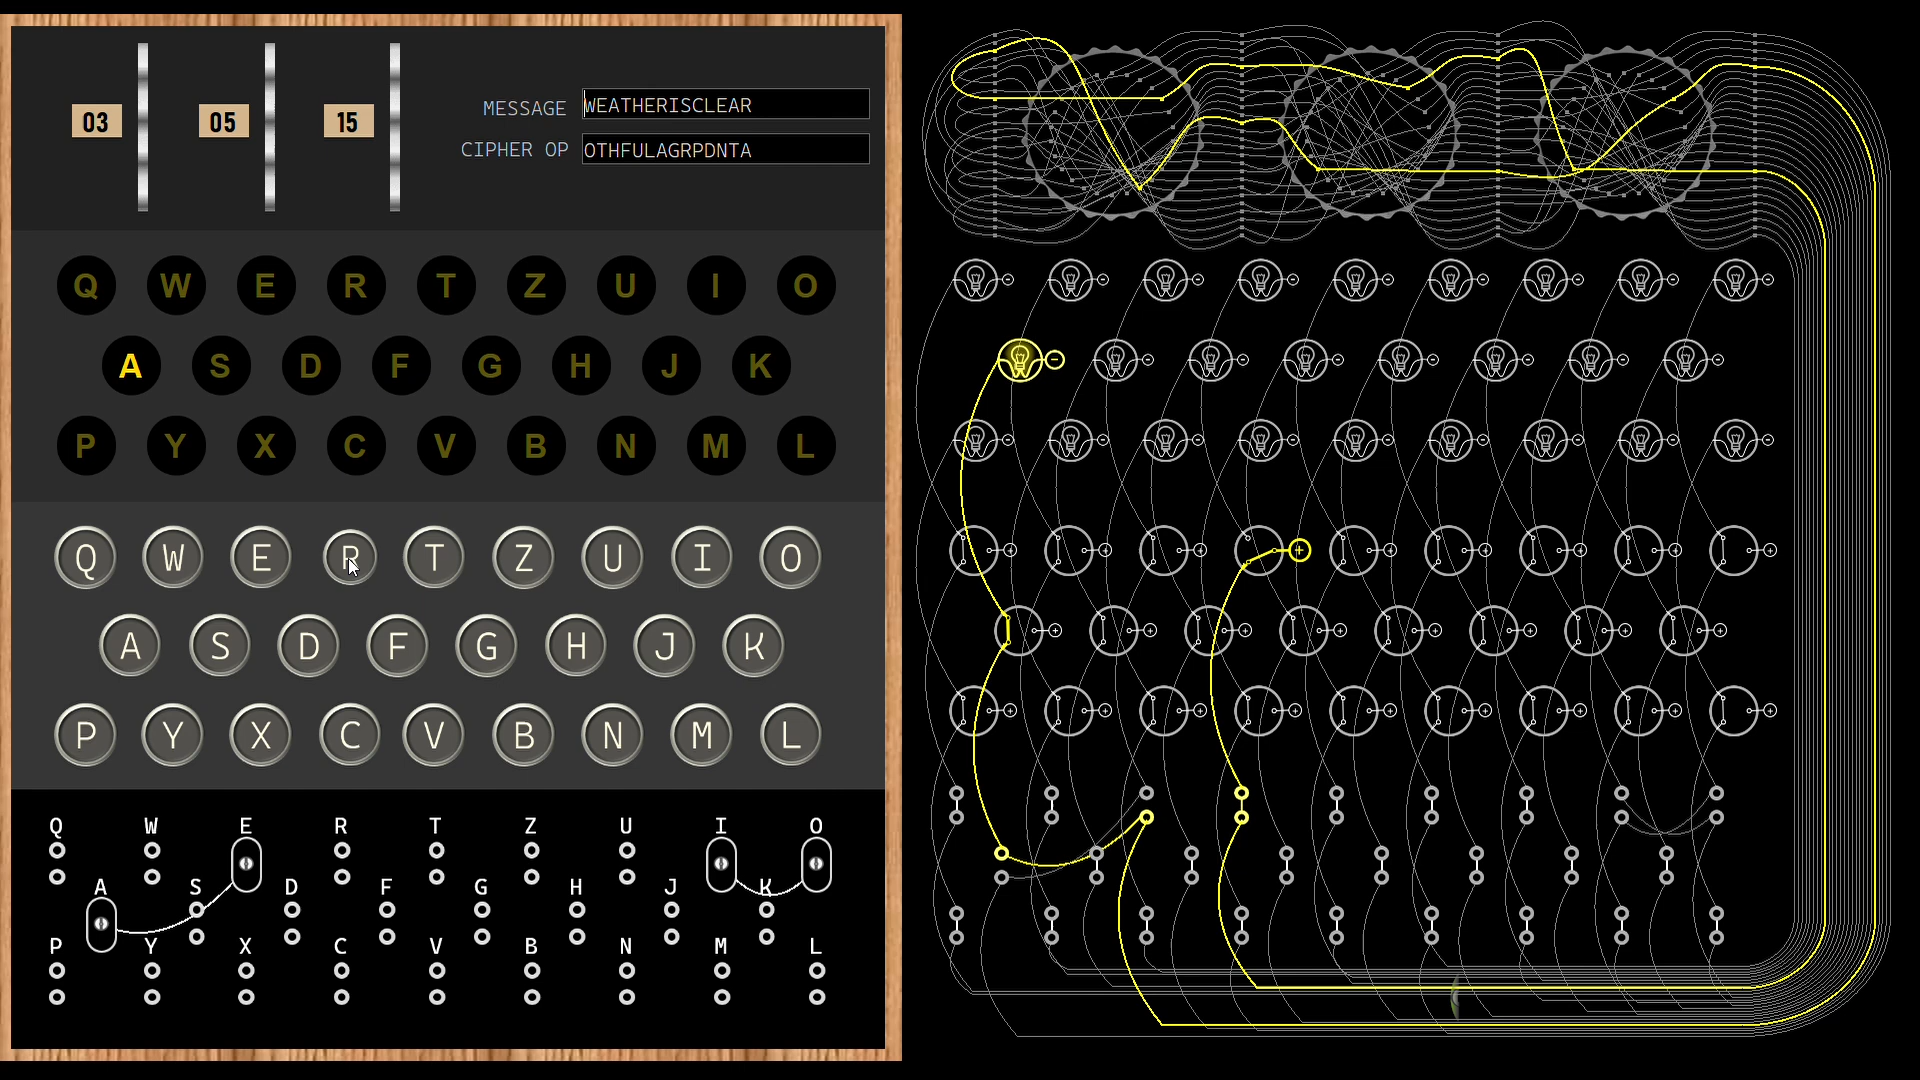 03 05 15
MESSAGE WEATHERISCLEAR
CIPHER OP OTHFULAGRPDNTA
Q W E R T Z U I O
A S D F G H J K
P Y X C V B N M L
Q W E R T Z U I O
A S D F G H J K
P Y X C V B N M L
Q W E R T Z U I O
A S D F G H J K
P Y X C V B N M L